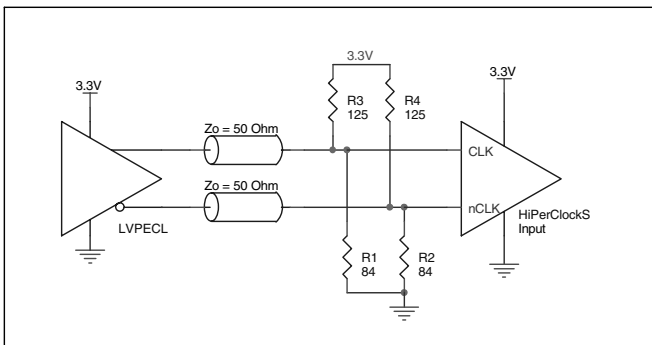 3.3V
3.3V
3.3V
R3
125
R4
125
Zo = 50 Ohm
CLK
Zo = 50 Ohm
nCLK
HiPerClockS
Input
LVPECL
R1
84
R2
84